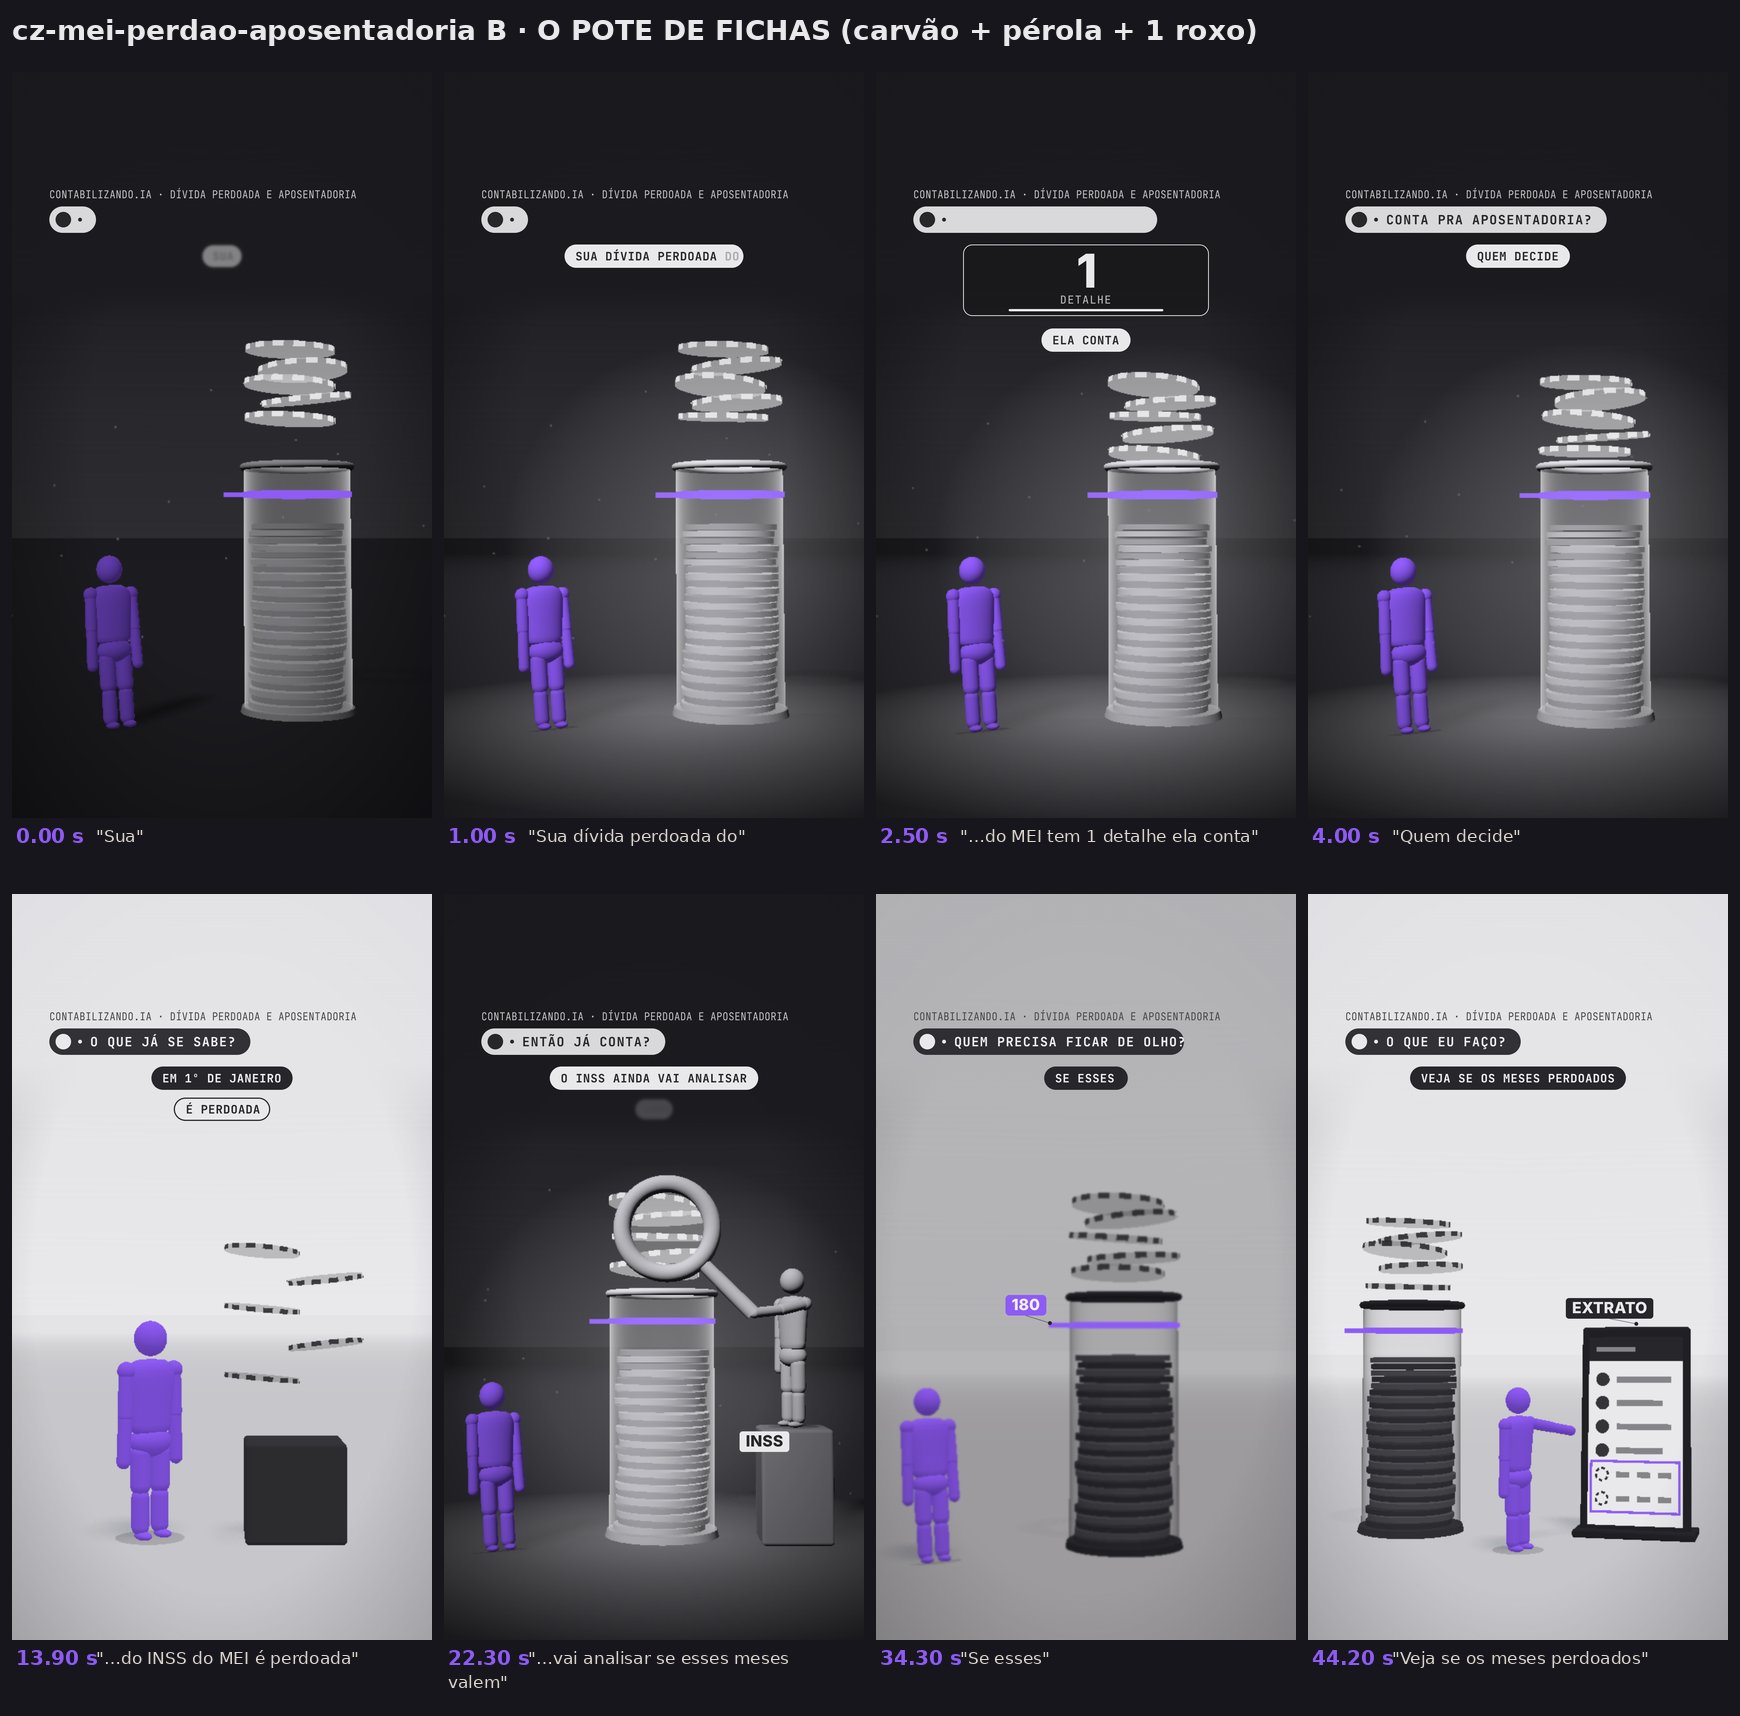 cz-mei-perdao-aposentadoria B · O POTE DE FICHAS (carvão + pérola + 1 roxo)
CONTABILIZANDO.IA · DÍVIDA PERDOADA E APOSENTADORIA
SUA
0.00 s "Sua"
CONTABILIZANDO.IA · DÍVIDA PERDOADA E APOSENTADORIA
SUA DÍVIDA PERDOADA DO
1.00 s "Sua dívida perdoada do"
CONTABILIZANDO.IA · DÍVIDA PERDOADA E APOSENTADORIA
1
DETALHE
ELA CONTA
2.50 s "...do MEI tem 1 detalhe ela conta"
CONTABILIZANDO.IA · DÍVIDA PERDOADA E APOSENTADORIA
• CONTA PRA APOSENTADORIA?
QUEM DECIDE
4.00 s "Quem decide"
CONTABILIZANDO.IA · DÍVIDA PERDOADA E APOSENTADORIA
• O QUE JÁ SE SABE?
EM 1° DE JANEIRO
É PERDOADA
13.90 s "...do INSS do MEI é perdoada"
CONTABILIZANDO.IA · DÍVIDA PERDOADA E APOSENTADORIA
• ENTÃO JÁ CONTA?
O INSS AINDA VAI ANALISAR
INSS
22.30 s "...vai analisar se esses meses
valem"
CONTABILIZANDO.IA · DÍVIDA PERDOADA E APOSENTADORIA
• QUEM PRECISA FICAR DE OLHO?
SE ESSES
180
34.30 s "Se esses"
CONTABILIZANDO.IA · DÍVIDA PERDOADA E APOSENTADORIA
• O QUE EU FAÇO?
VEJA SE OS MESES PERDOADOS
EXTRATO
44.20 s "Veja se os meses perdoados"